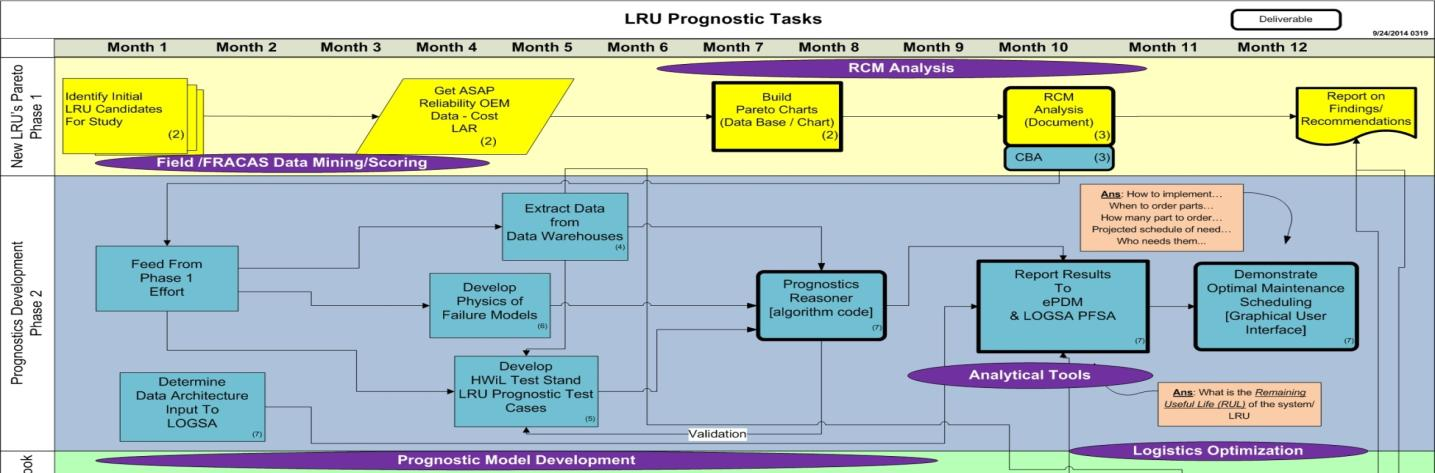 LRU Prognostic Tasks
Deliverable
9/24/2014 0319
Month 1 Month 2 Month 3 Month 4 Month 5 Month 6 Month 7 Month 8 Month 9 Month 10 Month 11 Month 12
New LRU's Pareto
Phase 1
RCM Analysis
Identify Initial
LRU Candidates
For Study
(2)
Get ASAP
Reliability OEM
Data - Cost
LAR
(2)
Build
Pareto Charts
(Data Base / Chart)
(2)
RCM
Analysis
(Document)
(3)
CBA (3)
Report on
Findings/
Recommendations
Field /FRACAS Data Mining/Scoring
Prognostics Development
Phase 2
Feed From
Phase 1
Effort
Extract Data
from
Data Warehouses
(4)
Develop
Physics of
Failure Models
(6)
Develop
HWiL Test Stand
LRU Prognostic Test
Cases
(5)
Determine
Data Architecture
Input To
LOGSA
(7)
Prognostics
Reasoner
[algorithm code]
(7)
Validation
Ans: How to implement…
When to order parts…
How many part to order…
Projected schedule of need…
Who needs them...
Report Results
To
ePDM
& LOGSA PFSA
(7)
Demonstrate
Optimal Maintenance
Scheduling
[Graphical User
Interface]
(7)
Analytical Tools
Ans: What is the Remaining
Useful Life (RUL) of the system/
LRU
Logistics Optimization
Prognostic Model Development